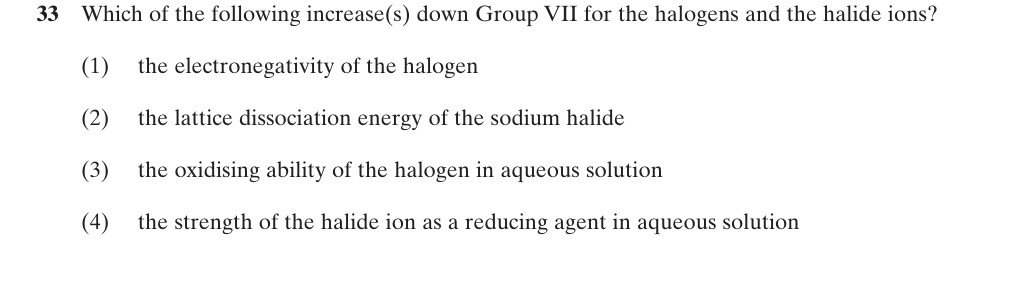 33 Which of the following increase(s) down Group VII for the halogens and the halide ions?
(1) the electronegativity of the halogen
(2) the lattice dissociation energy of the sodium halide
(3) the oxidising ability of the halogen in aqueous solution
(4) the strength of the halide ion as a reducing agent in aqueous solution